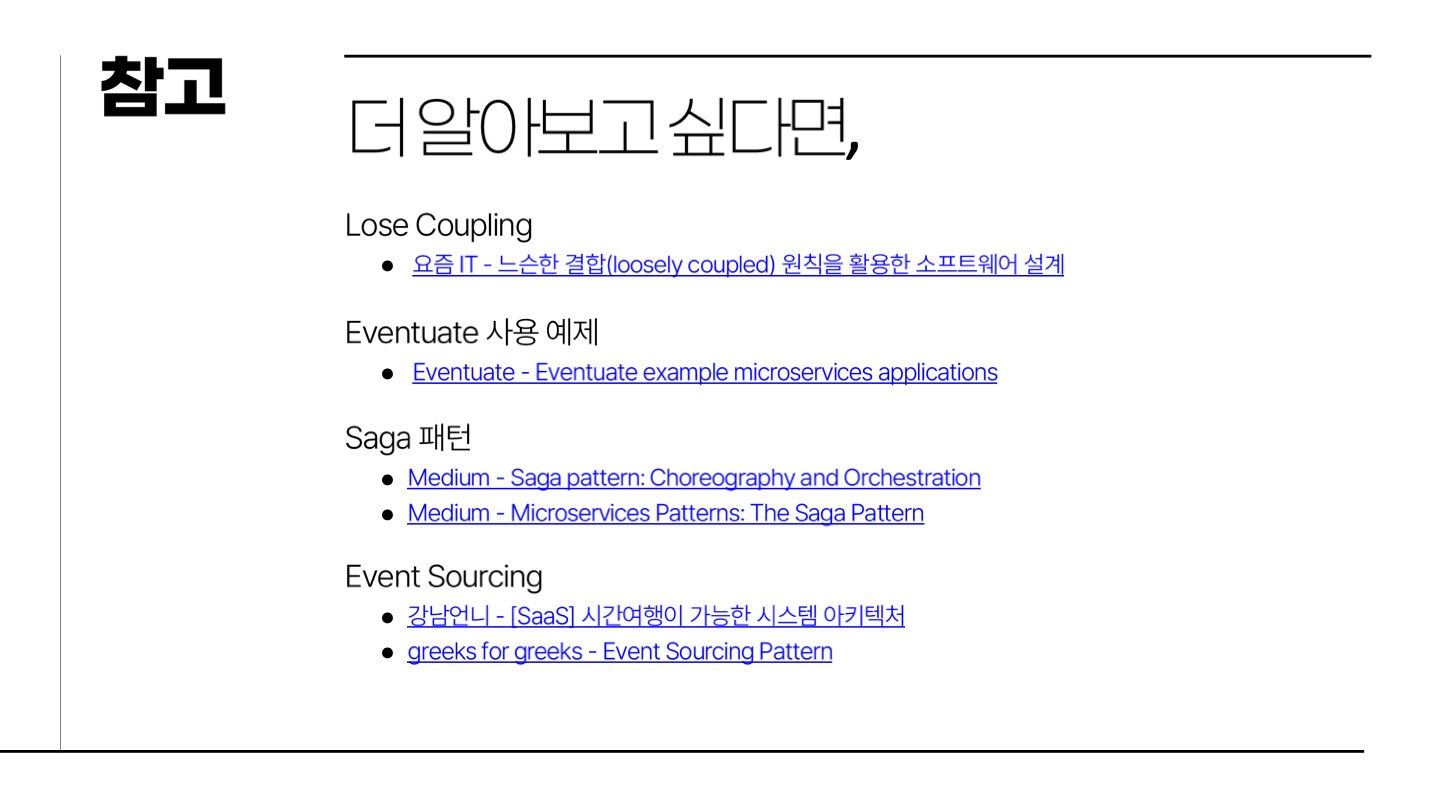 참고
더 알아보고 싶다면,
Lose Coupling
● 요즘 IT - 느슨한 결합(loosely coupled) 원칙을 활용한 소프트웨어 설계
Eventuate 사용 예제
● Eventuate - Eventuate example microservices applications
Saga 패턴
● Medium - Saga pattern: Choreography and Orchestration
● Medium - Microservices Patterns: The Saga Pattern
Event Sourcing
● 강남언니 - [SaaS] 시간여행이 가능한 시스템 아키텍처
● greeks for greeks - Event Sourcing Pattern